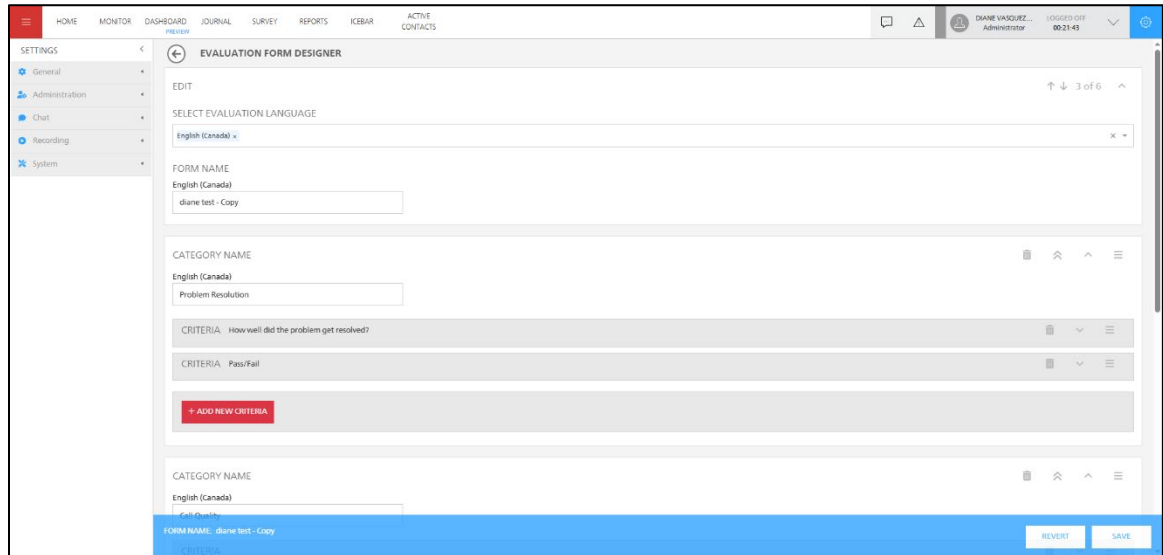 HOME MONITOR DASHBOARD JOURNAL SURVEY REPORTS ICEBAR ACTIVE CONTACTS
PREVIEW
DIANE VASQUEZ... LOGGED OFF
Administrator 00:21:43
SETTINGS
General
Administration
Chat
Recording
System
EVALUATION FORM DESIGNER
EDIT 3 of 6
SELECT EVALUATION LANGUAGE
English (Canada) ×
FORM NAME
English (Canada)
diane test - Copy
CATEGORY NAME
English (Canada)
Problem Resolution
CRITERIA How well did the problem get resolved?
CRITERIA Pass/Fail
+ ADD NEW CRITERIA
CATEGORY NAME
English (Canada)
Call Quality
FORM NAME: diane test - Copy REVERT SAVE
CRITERIA